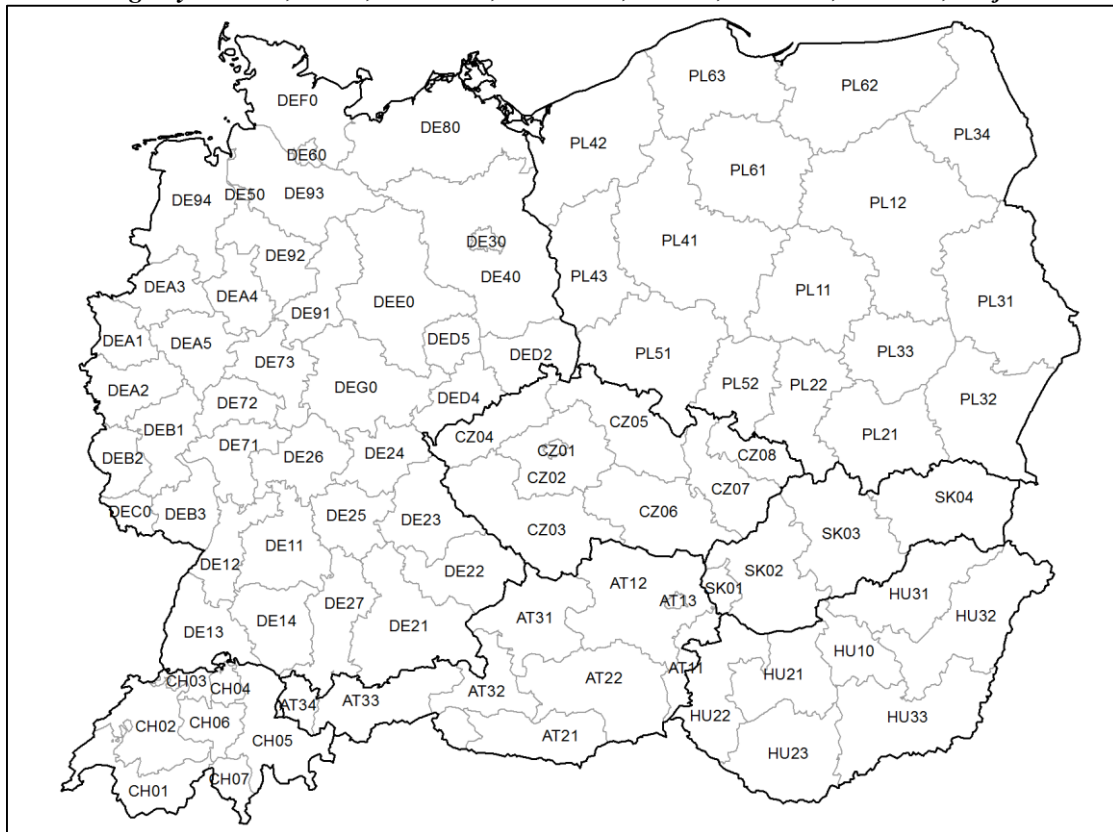 PL63
PL62
DEF0
DE80
PL34
PL42
DE60
PL61
DE50
DE93
DE94
PL12
DE30
PL41
DE92
DE40
PL43
DEA3
DEA4
PL11
DEE0
PL31
DE91
DEA1
DEA5
DED5
PL51
PL33
DED2
DE73
PL52
PL22
DEG0
DEA2
DED4
PL32
DE72
PL21
DEB1
CZ05
CZ04
DE71
CZ01
DE24
CZ08
DEB2
DE26
CZ02
CZ07
SK04
DEC0
DEB3
CZ06
DE25
DE23
CZ03
SK03
DE11
DE12
DE22
SK02
AT12
SK01
HU31
DE27
AT13
HU32
DE14
AT31
DE21
DE13
HU10
AT11
HU21
CH03
CH04
AT22
AT32
AT34
AT33
HU22
HU33
CH06
CH02
AT21
CH05
HU23
CH07
CH01